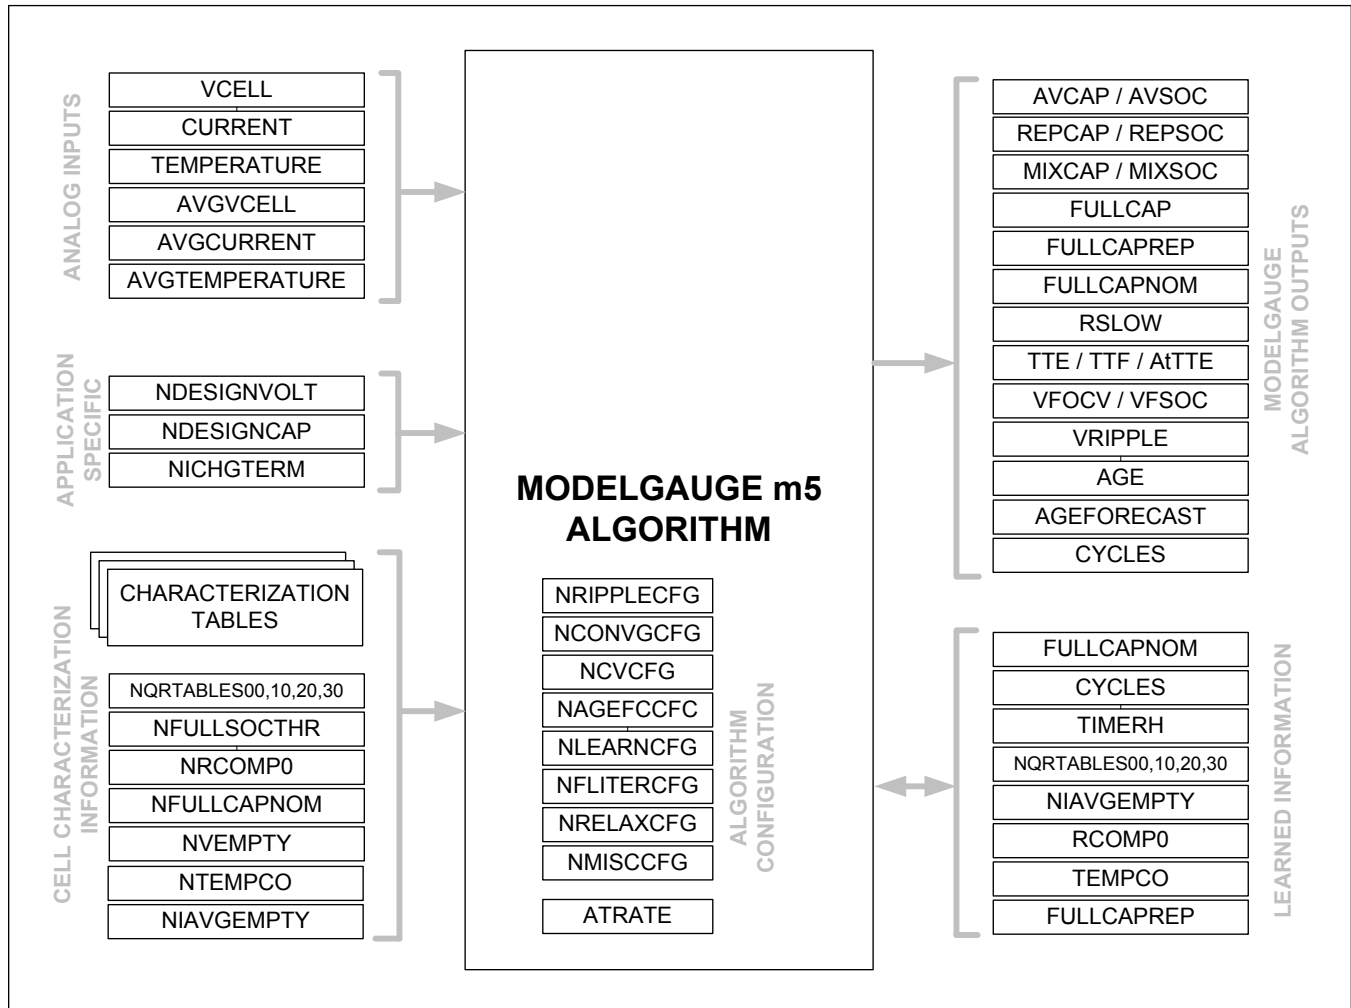 ANALOG INPUTS
VCELL
CURRENT
TEMPERATURE
AVGVCELL
AVGCURRENT
AVGTEMPERATURE
APPLICATION
SPECIFIC
NDESIGNVOLT
NDESIGNCAP
NICHGTERM
CELL CHARACTERIZATION
INFORMATION
CHARACTERIZATION
TABLES
NQRTABLES00,10,20,30
NFULLSOCTHR
NRCOMP0
NFULLCAPNOM
NVEMPTY
NTEMPCO
NIAVGEMPTY
MODELGAUGE m5
ALGORITHM
NRIPPLECFG
NCONVGCFG
NCVCFG
NAGEFCCFC
NLEARNCFG
NFLITERCFG
NRELAXCFG
NMISCCFG
ATRATE
ALGORITHM
CONFIGURATION
AVCAP / AVSOC
REPCAP / REPSOC
MIXCAP / MIXSOC
FULLCAP
FULLCAPREP
FULLCAPNOM
RSLOW
TTE / TTF / AtTTE
VFOCV / VFSOC
VRIPPLE
AGE
AGEFORECAST
CYCLES
MODELGAUGE
ALGORITHM OUTPUTS
FULLCAPNOM
CYCLES
TIMERH
NQRTABLES00,10,20,30
NIAVGEMPTY
RCOMP0
TEMPCO
FULLCAPREP
LEARNED INFORMATION